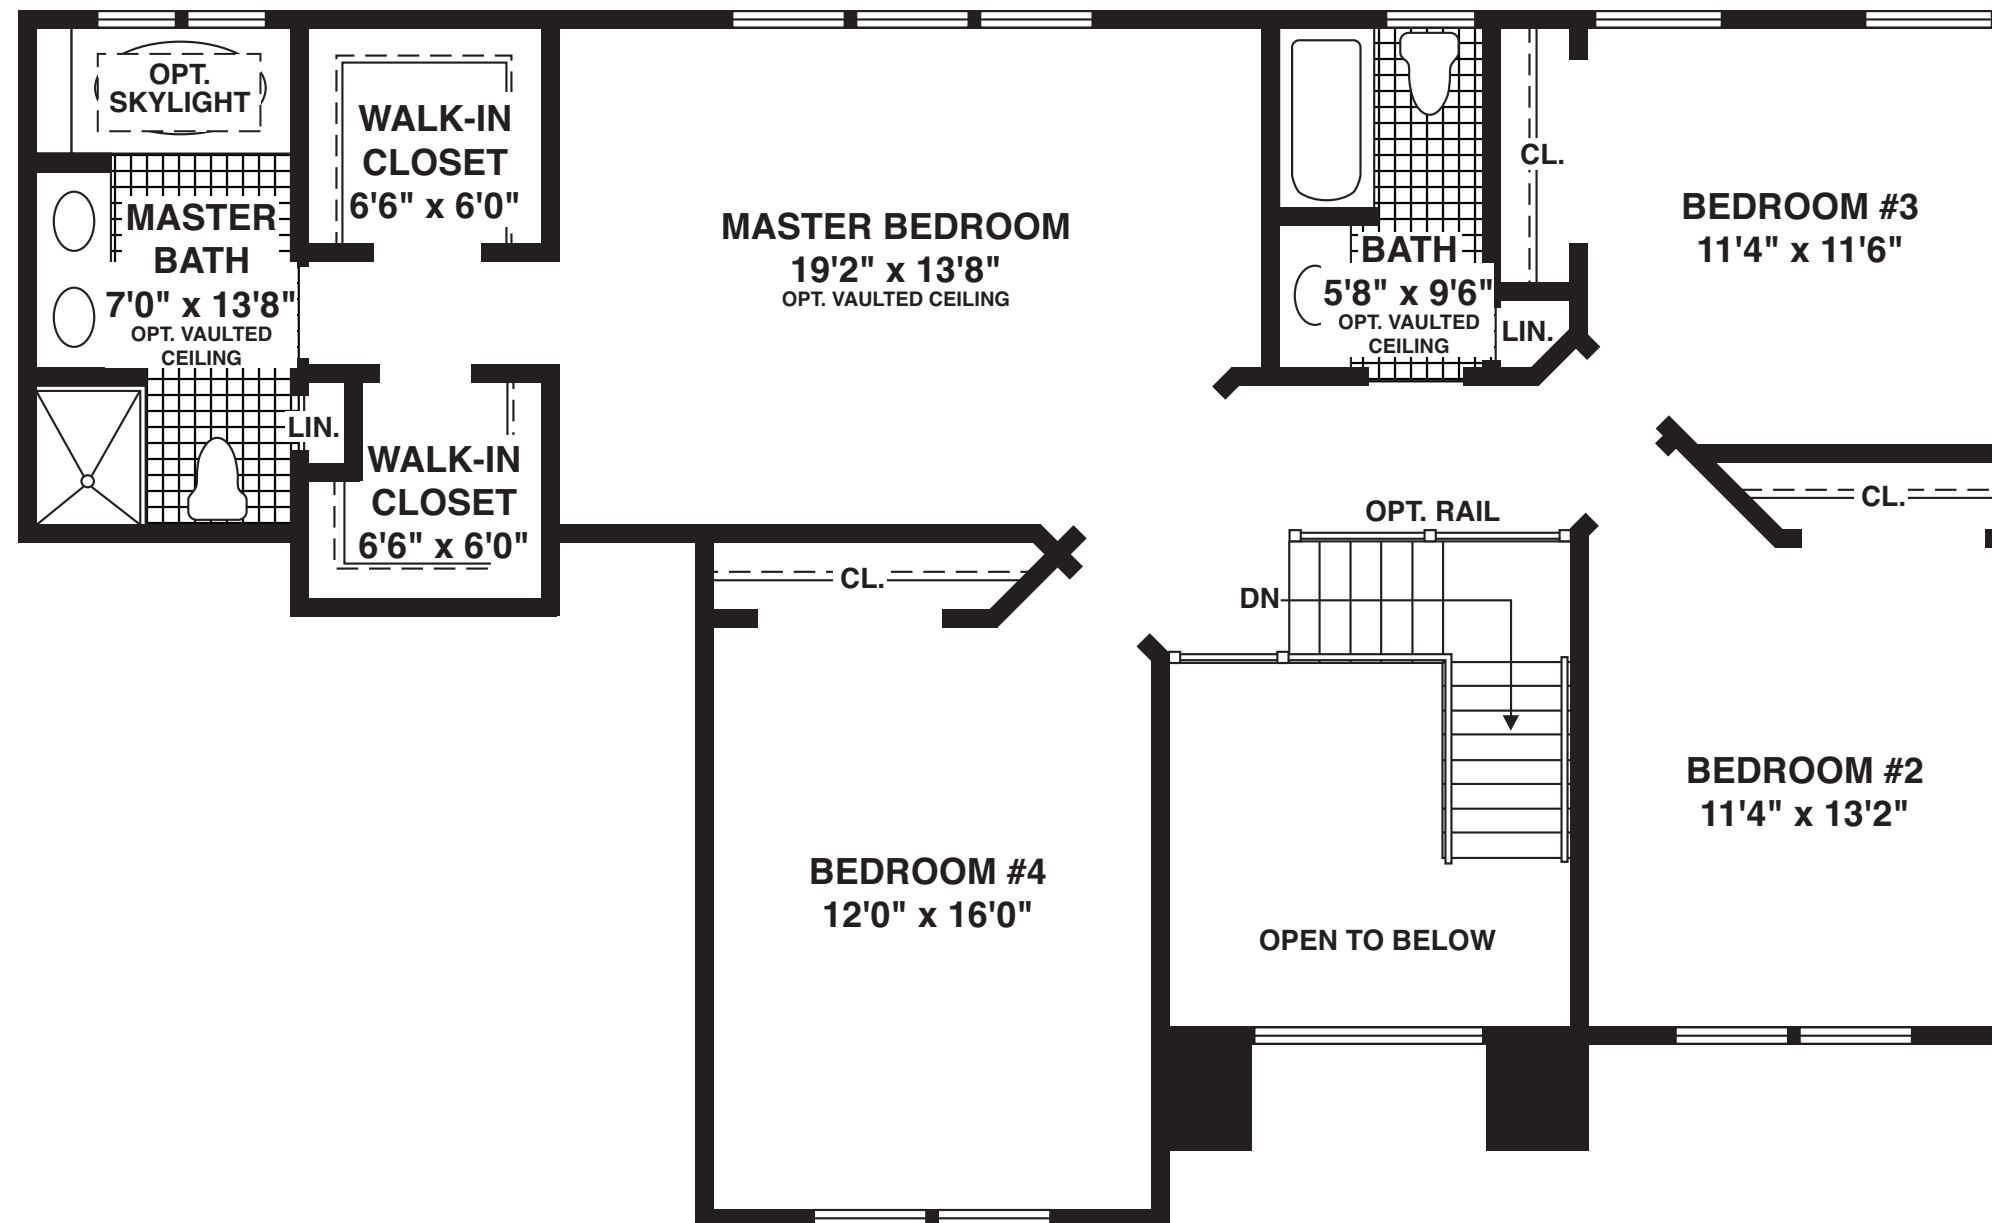 OPT.
SKYLIGHT
WALK-IN
CLOSET
6'6" x 6'0"
MASTER
BATH
7'0" x 13'8"
OPT. VAULTED
CEILING
MASTER BEDROOM
19'2" x 13'8"
OPT. VAULTED CEILING
BATH
5'8" x 9'6"
OPT. VAULTED
CEILING
CL.
LIN.
BEDROOM #3
11'4" x 11'6"
LIN.
WALK-IN
CLOSET
6'6" x 6'0"
CL.
OPT. RAIL
DN
CL.
BEDROOM #2
11'4" x 13'2"
BEDROOM #4
12'0" x 16'0"
OPEN TO BELOW